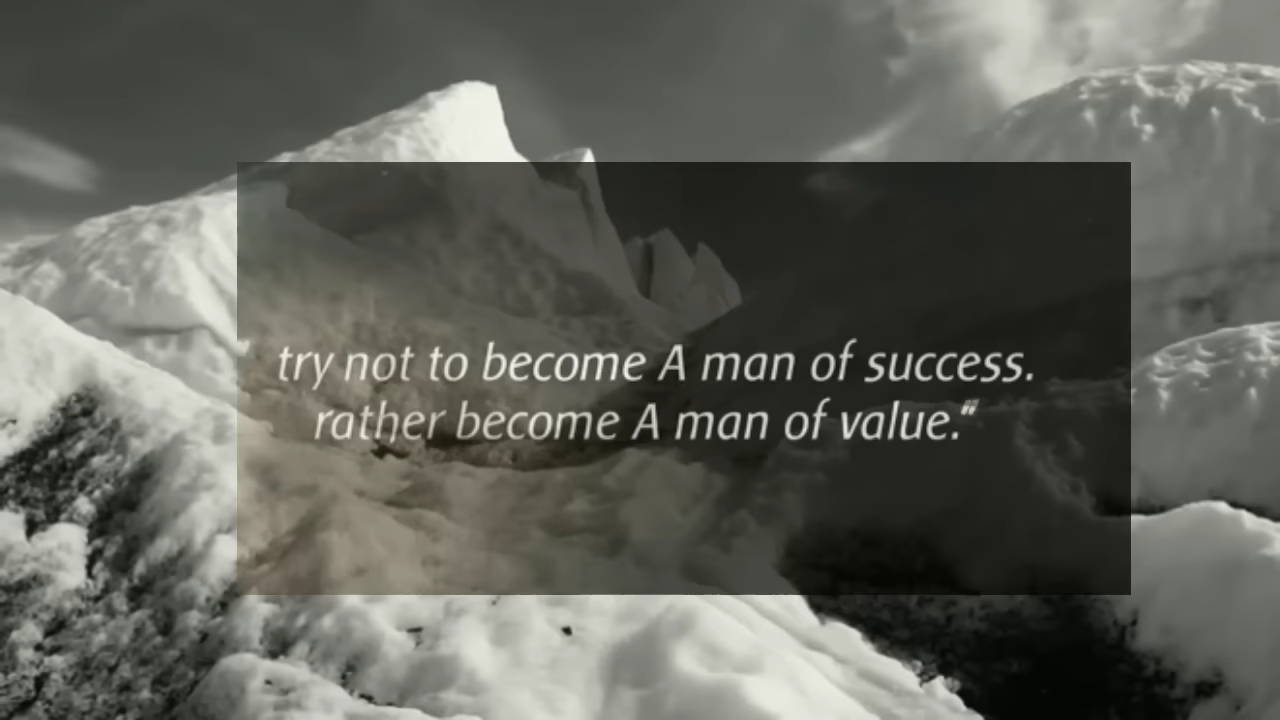 " try not to become A man of success.
rather become A man of value."